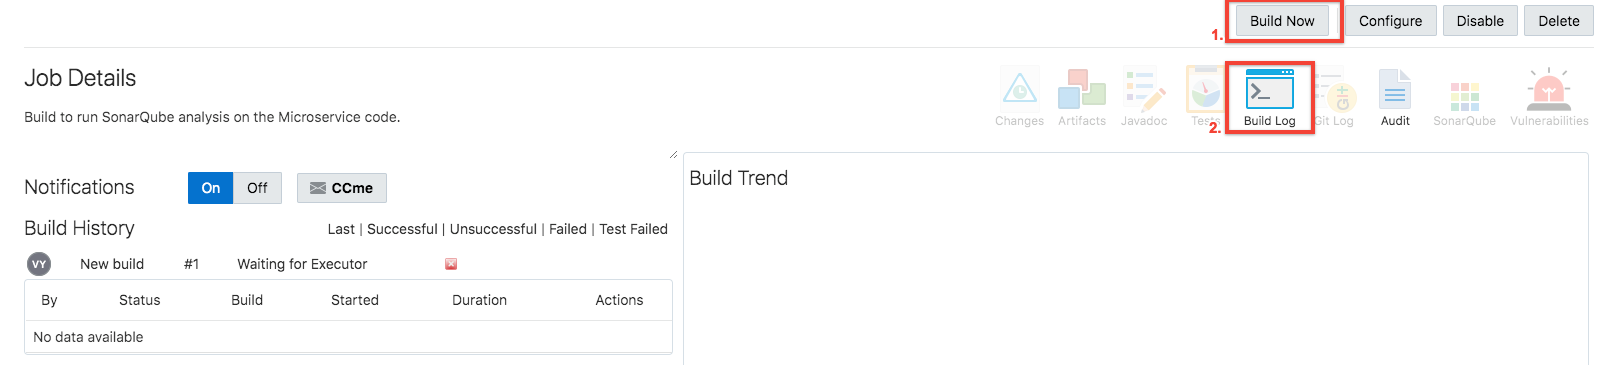 1. Build Now Configure Disable Delete
Job Details
Build to run SonarQube analysis on the Microservice code.
Changes Artifacts Javadoc Tests 2. Build Log Git Log Audit SonarQube Vulnerabilities
Git
Notifications On Off CCme
Build Trend
Build History Last | Successful | Unsuccessful | Failed | Test Failed
VY New build #1 Waiting for Executor
By Status Build Started Duration Actions
No data available